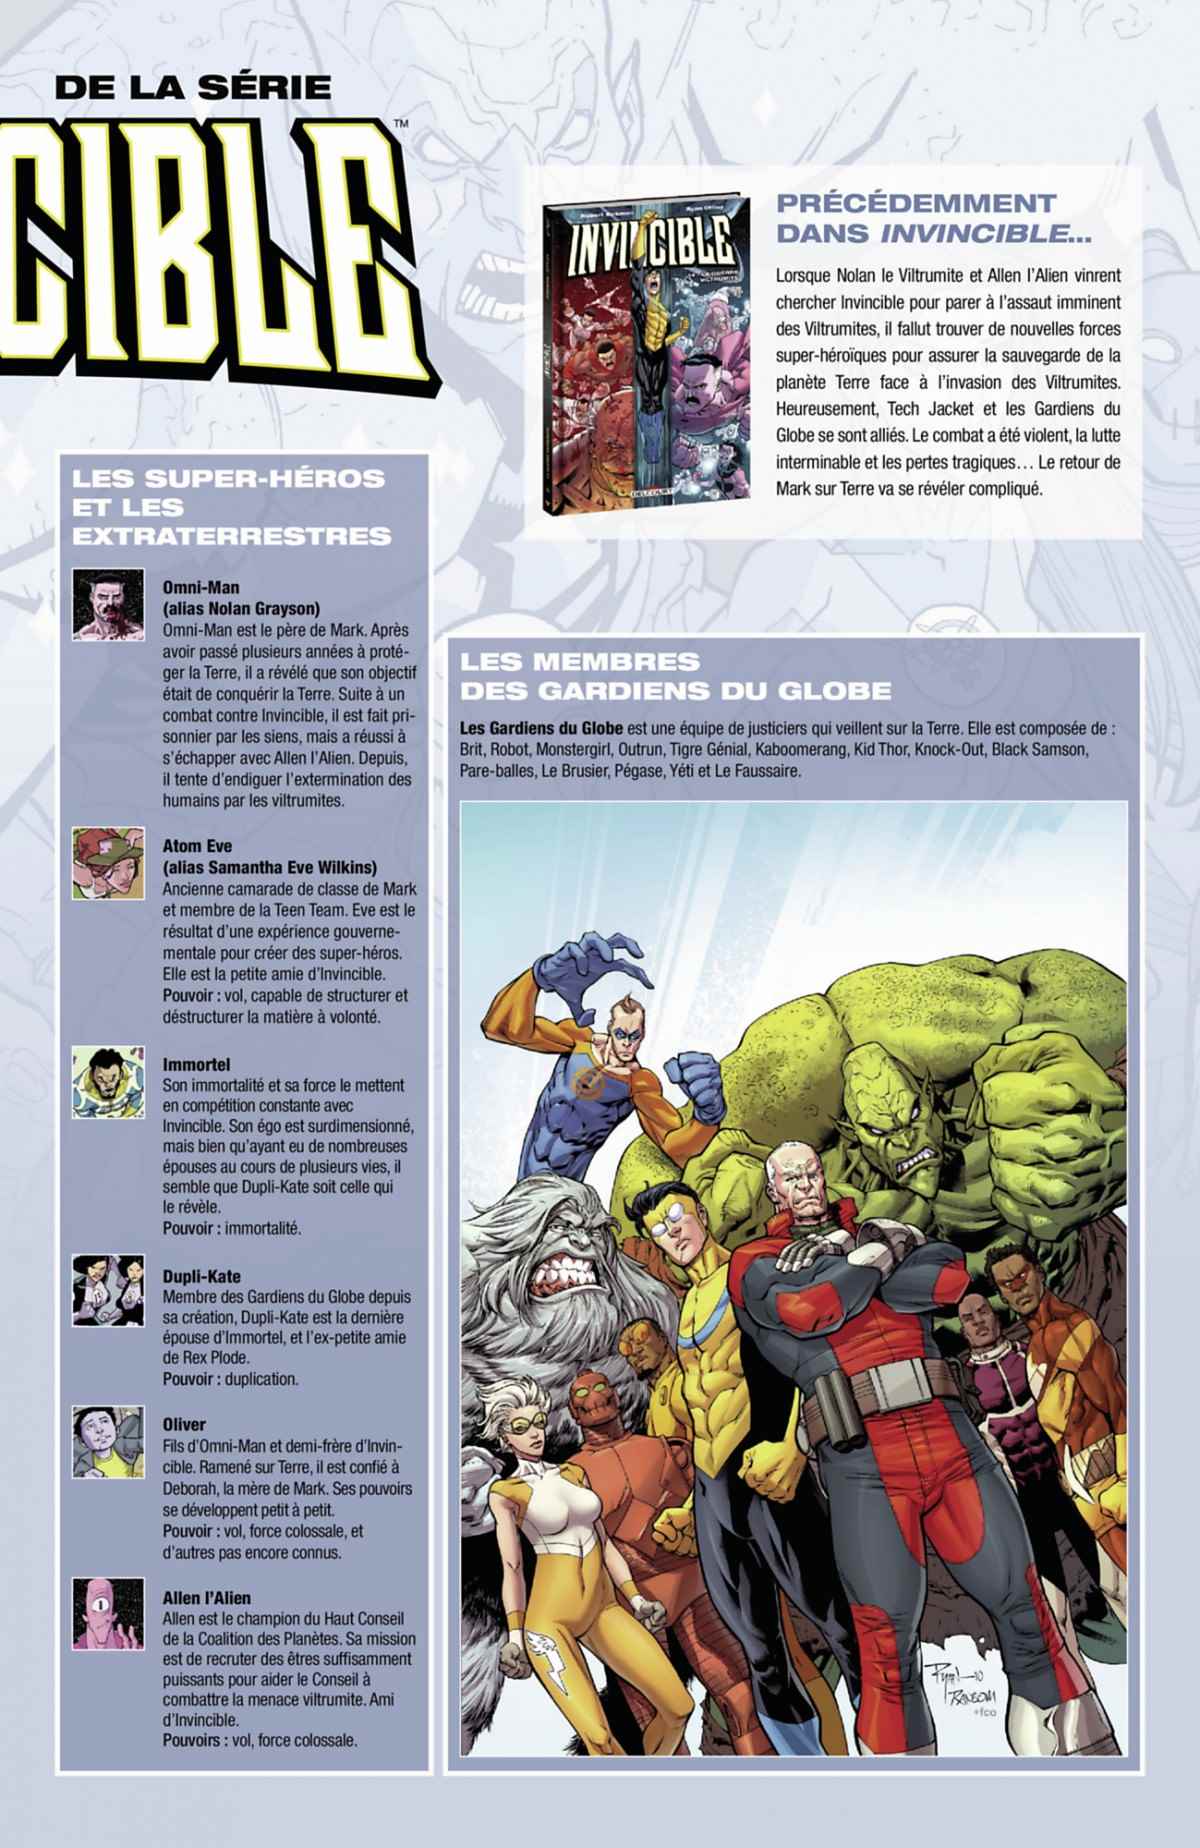 DE LA SÉRIE
CIBLE™
PRÉCÉDEMMENT
DANS INVINCIBLE...
Lorsque Nolan le Viltrumite et Allen l’Alien vinrent
chercher Invincible pour parer à l’assaut imminent
des Viltrumites, il fallut trouver de nouvelles forces
super-héroïques pour assurer la sauvegarde de la
planète Terre face à l’invasion des Viltrumites.
Heureusement, Tech Jacket et les Gardiens du
Globe se sont alliés. Le combat a été violent, la lutte
interminable et les pertes tragiques… Le retour de
Mark sur Terre va se révéler compliqué.
INVINCIBLE
DELCOURT
LES SUPER-HÉROS
ET LES
EXTRATERRESTRES
Omni-Man
(alias Nolan Grayson)
Omni-Man est le père de Mark. Après
avoir passé plusieurs années à proté-
ger la Terre, il a révélé que son objectif
était de conquérir la Terre. Suite à un
combat contre Invincible, il est fait pri-
sonnier par les siens, mais a réussi à
s’échapper avec Allen l’Alien. Depuis,
il tente d’endiguer l’extermination des
humains par les viltrumites.
Atom Eve
(alias Samantha Eve Wilkins)
Ancienne camarade de classe de Mark
et membre de la Teen Team. Eve est le
résultat d’une expérience gouverne-
mentale pour créer des super-héros.
Elle est la petite amie d’Invincible.
Pouvoir : vol, capable de structurer et
déstructurer la matière à volonté.
Immortel
Son immortalité et sa force le mettent
en compétition constante avec
Invincible. Son égo est surdimensionné,
mais bien qu’ayant eu de nombreuses
épouses au cours de plusieurs vies, il
semble que Dupli-Kate soit celle qui
le révèle.
Pouvoir : immortalité.
Dupli-Kate
Membre des Gardiens du Globe depuis
sa création, Dupli-Kate est la dernière
épouse d’Immortel, et l’ex-petite amie
de Rex Plode.
Pouvoir : duplication.
Oliver
Fils d’Omni-Man et demi-frère d’Invin-
cible. Ramené sur Terre, il est confié à
Deborah, la mère de Mark. Ses pouvoirs
se développent petit à petit.
Pouvoir : vol, force colossale, et
d’autres pas encore connus.
Allen l’Alien
Allen est le champion du Haut Conseil
de la Coalition des Planètes. Sa mission
est de recruter des êtres suffisamment
puissants pour aider le Conseil à
combattre la menace viltrumite. Ami
d’Invincible.
Pouvoirs : vol, force colossale.
LES MEMBRES
DES GARDIENS DU GLOBE
Les Gardiens du Globe est une équipe de justiciers qui veillent sur la Terre. Elle est composée de :
Brit, Robot, Monstergirl, Outrun, Tigre Génial, Kaboomerang, Kid Thor, Knock-Out, Black Samson,
Pare-balles, Le Brusier, Pégase, Yéti et Le Faussaire.
RANSOM
+fco